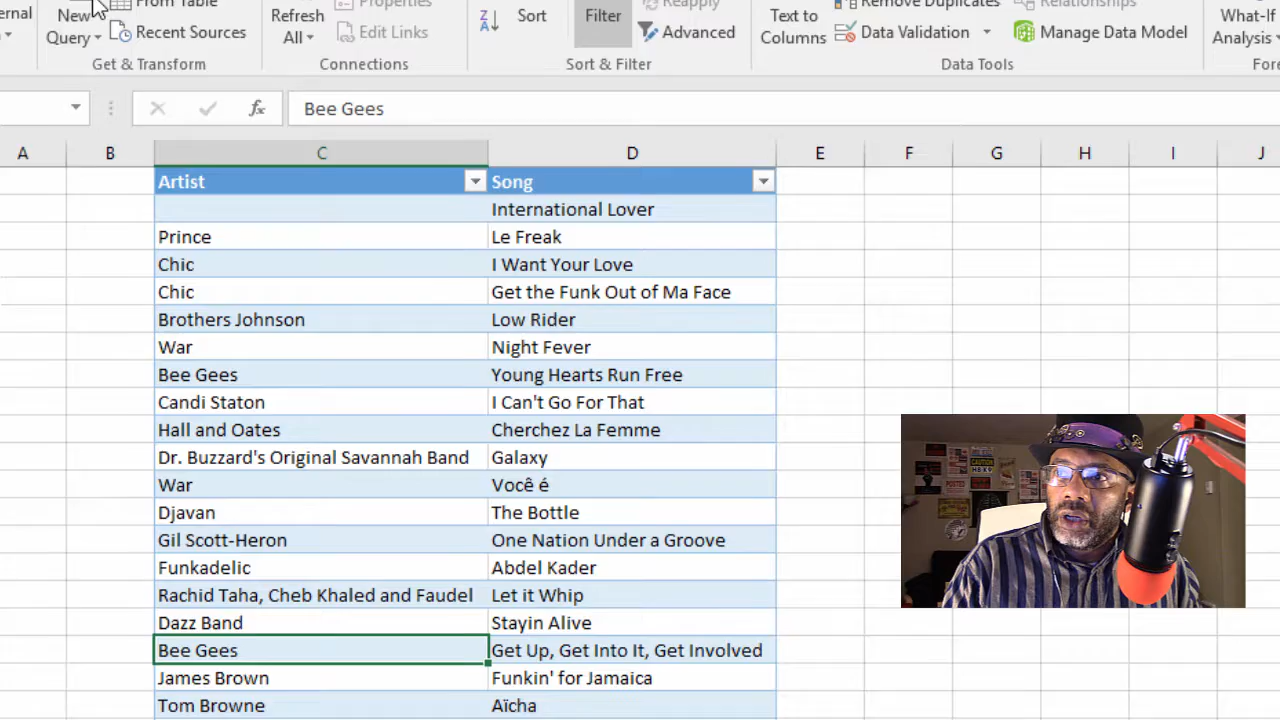 ernal
New
Query
From Table
Recent Sources
Get & Transform
Refresh
All
Properties
Edit Links
Connections
Z
A
Sort
Filter
Reapply
Advanced
Sort & Filter
Text to
Columns
Remove Duplicates
Data Validation
Relationships
Manage Data Model
Data Tools
What-If
Analysis
Fore
fx
Bee Gees
A B C D E F G H I J
Artist Song
International Lover
Prince Le Freak
Chic I Want Your Love
Chic Get the Funk Out of Ma Face
Brothers Johnson Low Rider
War Night Fever
Bee Gees Young Hearts Run Free
Candi Staton I Can't Go For That
Hall and Oates Cherchez La Femme
Dr. Buzzard's Original Savannah Band Galaxy
War Você é
Djavan The Bottle
Gil Scott-Heron One Nation Under a Groove
Funkadelic Abdel Kader
Rachid Taha, Cheb Khaled and Faudel Let it Whip
Dazz Band Stayin Alive
Bee Gees Get Up, Get Into It, Get Involved
James Brown Funkin' for Jamaica
Tom Browne Aïcha
CAUTION
POSTED